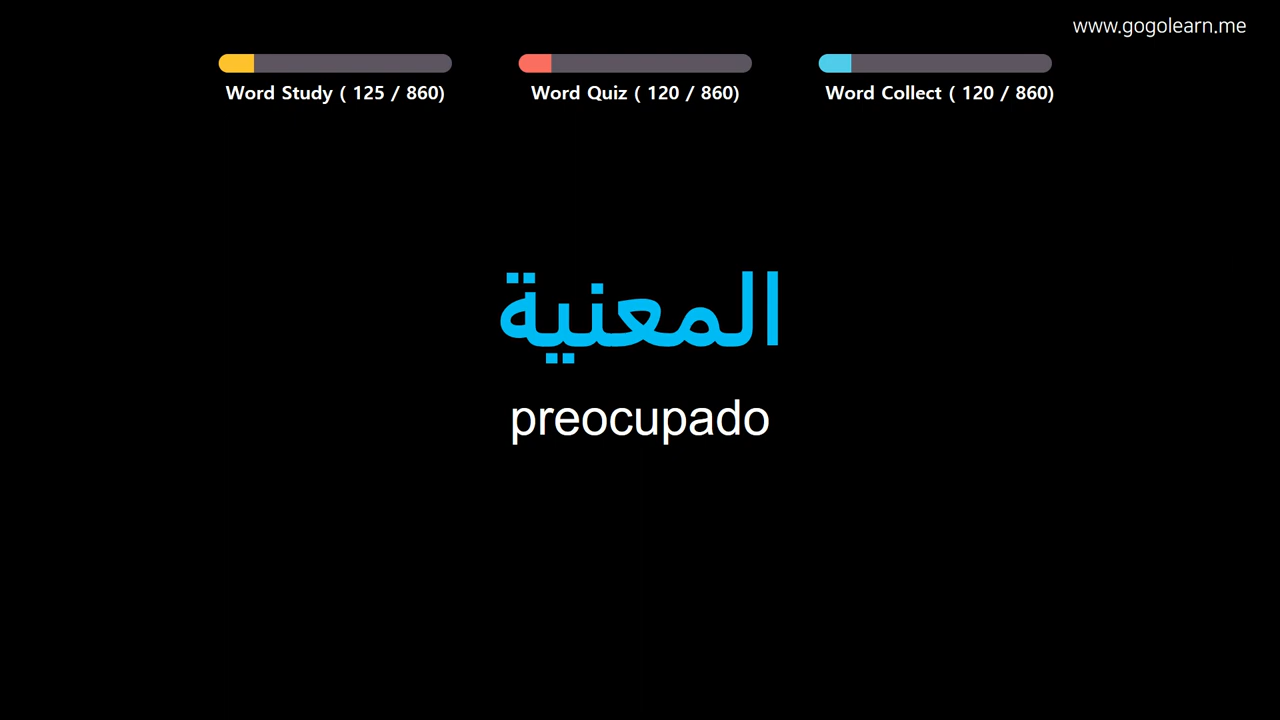 www.gogolearn.me
Word Study ( 125 / 860)
Word Quiz ( 120 / 860)
Word Collect ( 120 / 860)
المعنية
preocupado